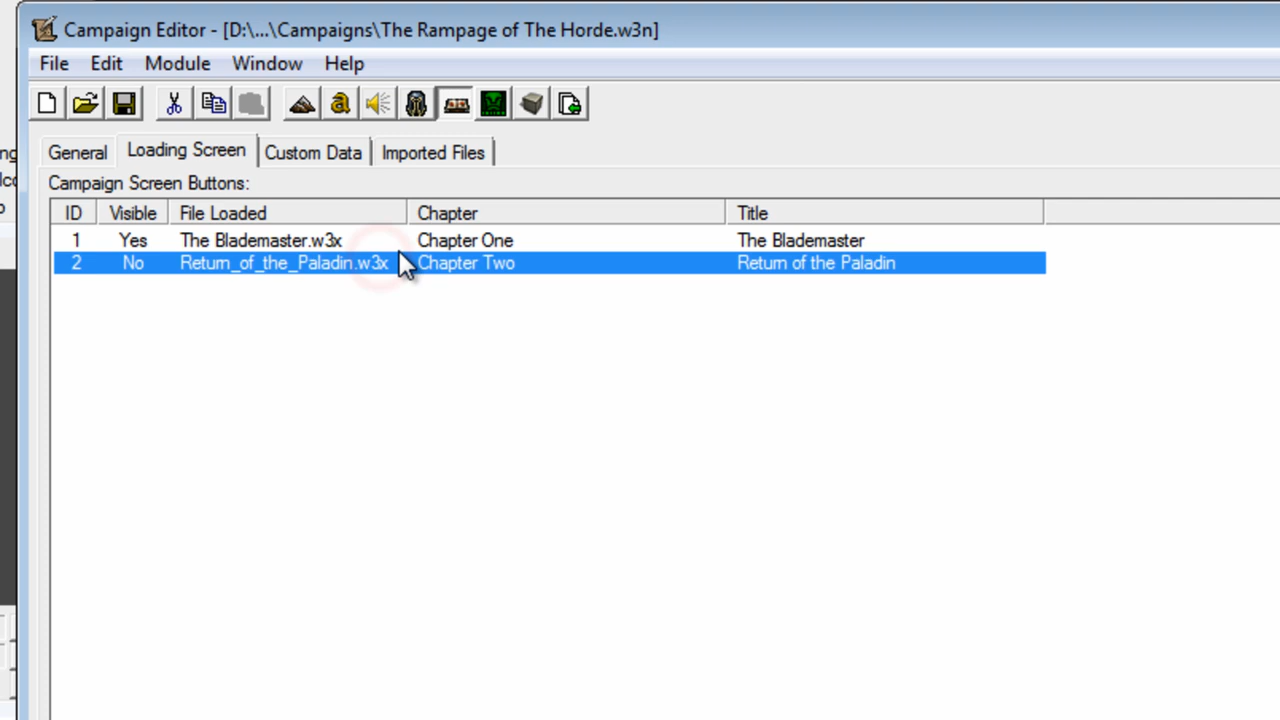 Campaign Editor - [D:\...\Campaigns\The Rampage of The Horde.w3n]
File Edit Module Window Help
General Loading Screen Custom Data Imported Files
Campaign Screen Buttons:
ID Visible File Loaded Chapter Title
1 Yes The Blademaster.w3x Chapter One The Blademaster
2 No Return_of_the_Paladin.w3x Chapter Two Return of the Paladin